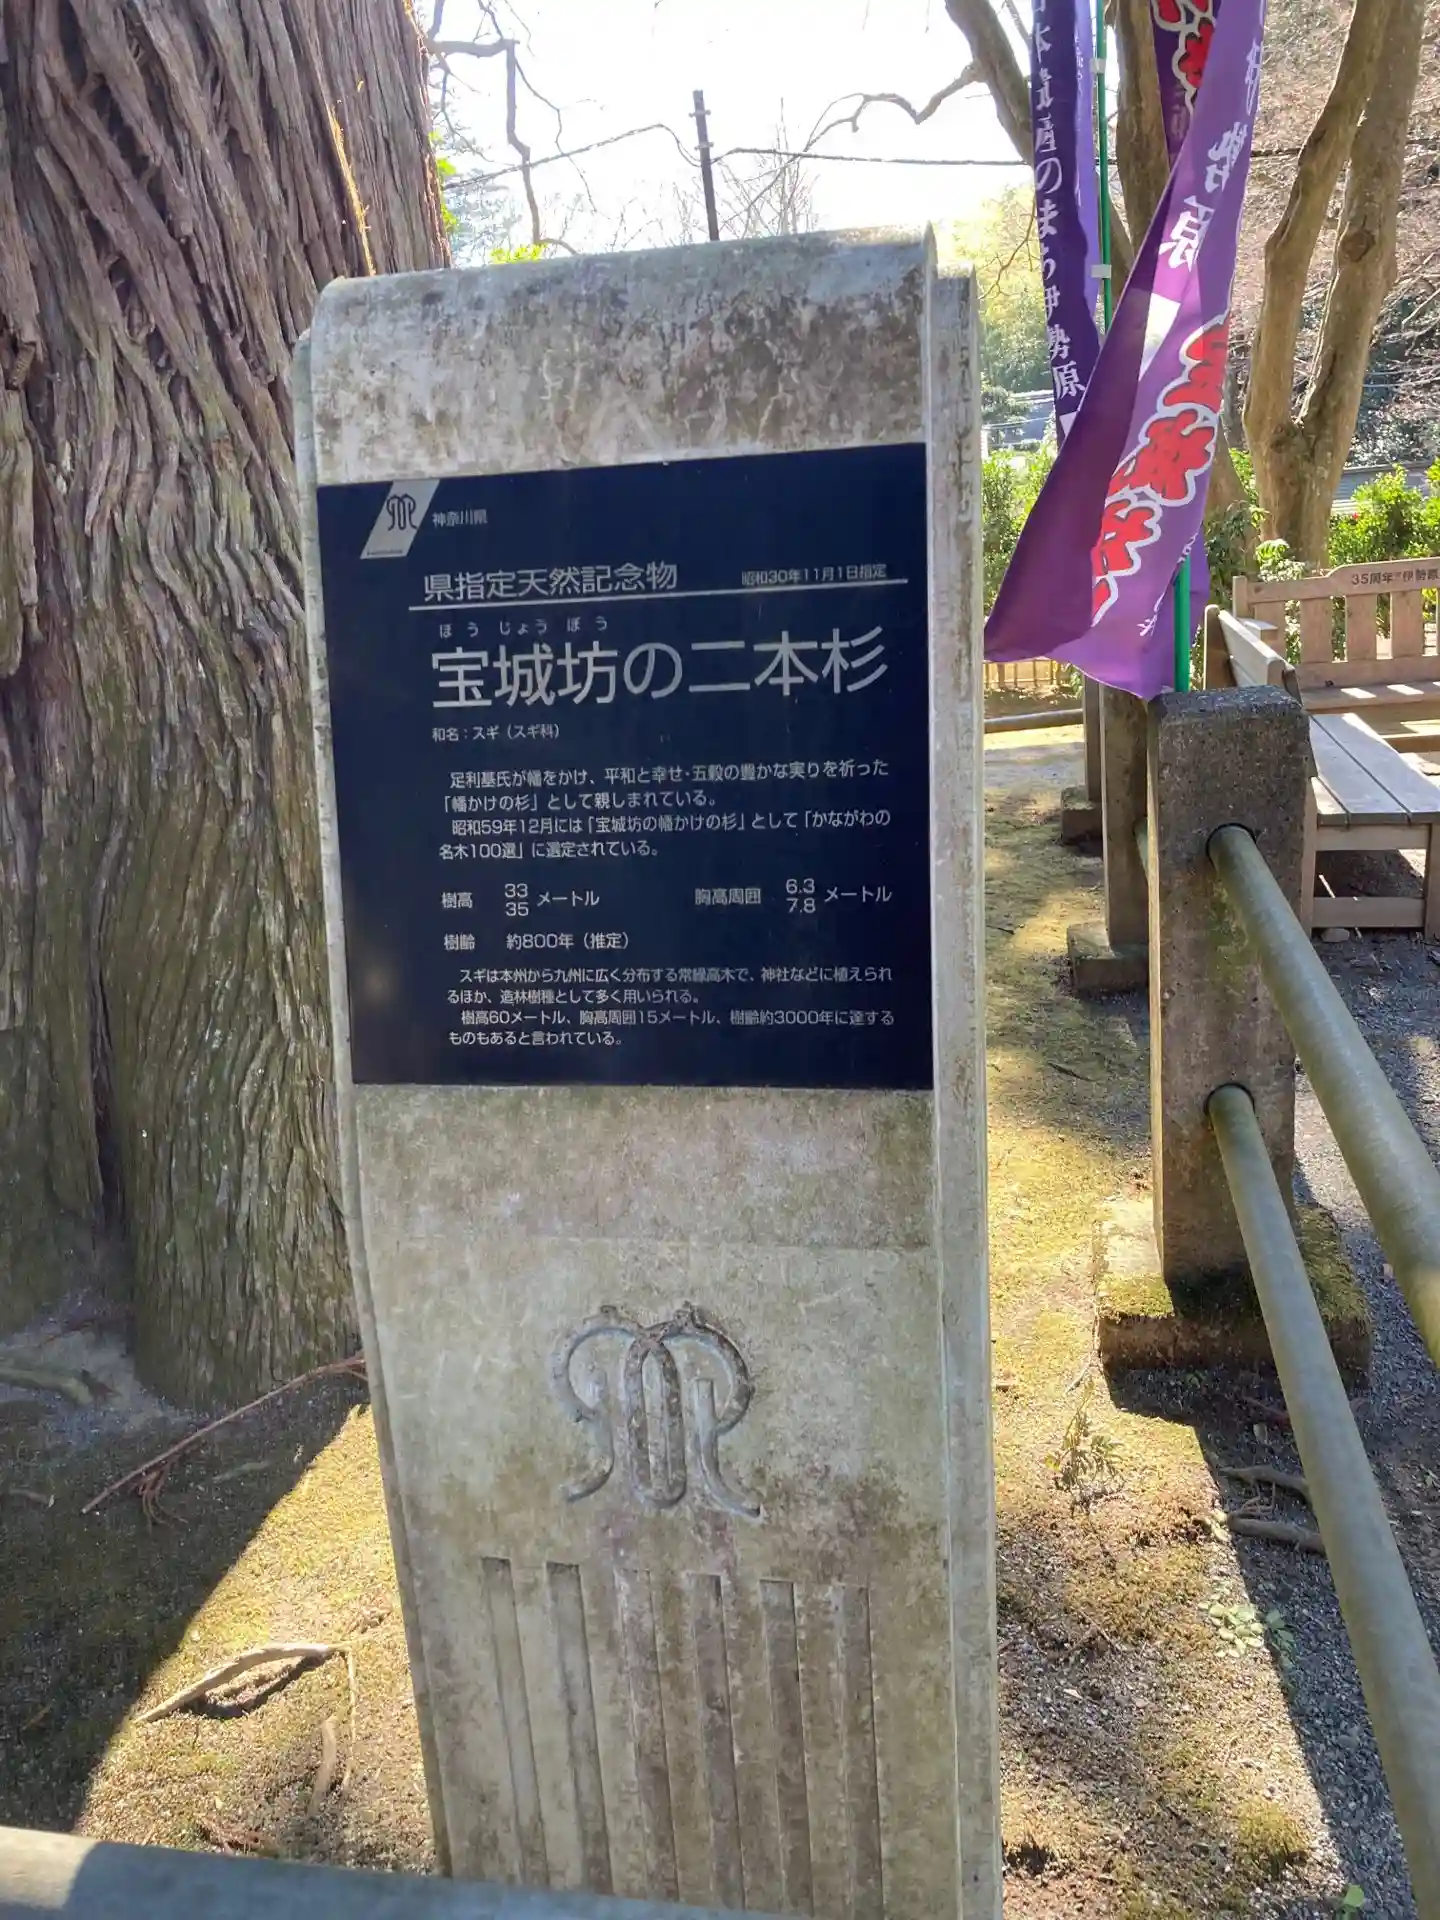 神奈川県
県指定天然記念物 昭和30年11月1日指定
ほう じょう ぼう
宝城坊の二本杉
和名：スギ（スギ科）
足利基氏が幡をかけ、平和と幸せ・五穀の豊かな実りを祈った
「幡かけの杉」として親しまれている。
昭和59年12月には「宝城坊の幡かけの杉」として「かながわの
名木100選」に選定されている。
樹高 33 35 メートル 胸高周囲 6.3 7.8 メートル
樹齢 約800年（推定）
スギは本州から九州に広く分布する常緑高木で、神社などに植えられ
るほか、造林樹種として多く用いられる。
樹高60メートル、胸高周囲15メートル、樹齢約3000年に達する
ものもあると言われている。
本遺産のまち伊勢原
原
宝城坊
35周年 伊勢原